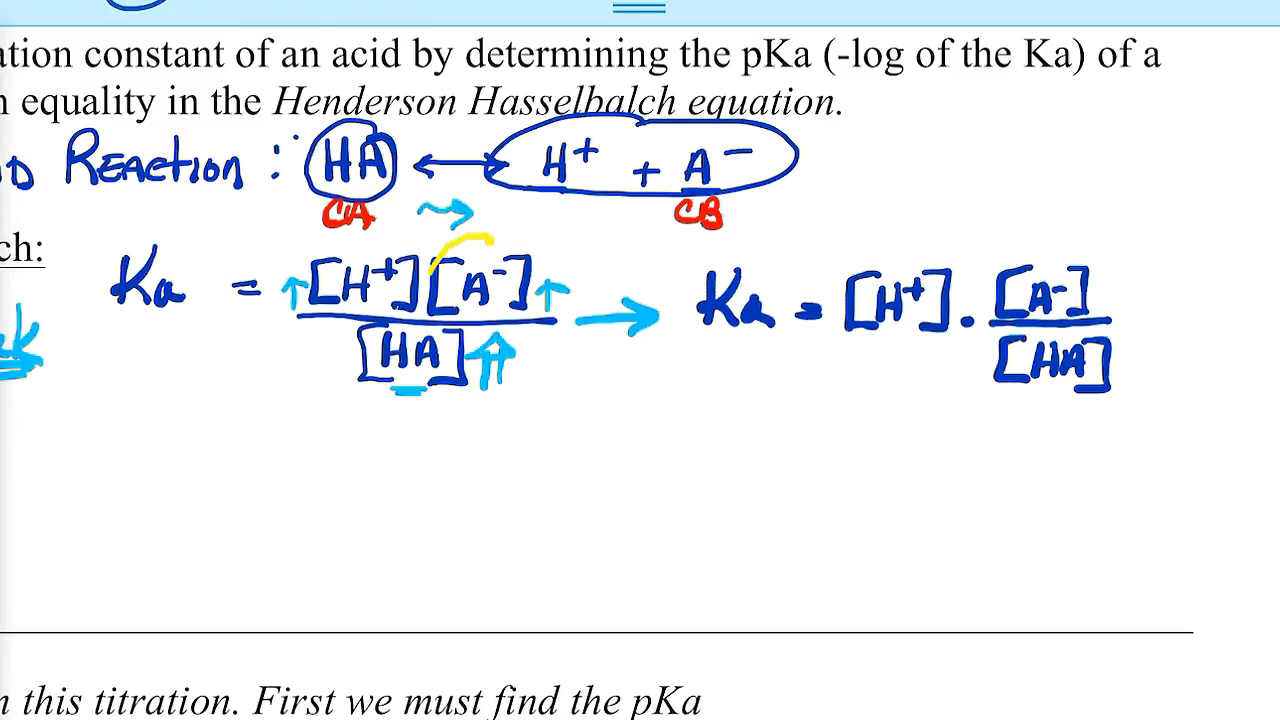 ation constant of an acid by determining the pKa (-log of the Ka) of a
n equality in the Henderson Hasselbalch equation.
D REACTION : HA ↔ H⁺ + A⁻
CA → CB
ch:
Ka = ↑[H⁺][A⁻]↑ / [HA]⇑ → Ka = [H⁺] · [A⁻] / [HA]
n this titration. First we must find the pKa